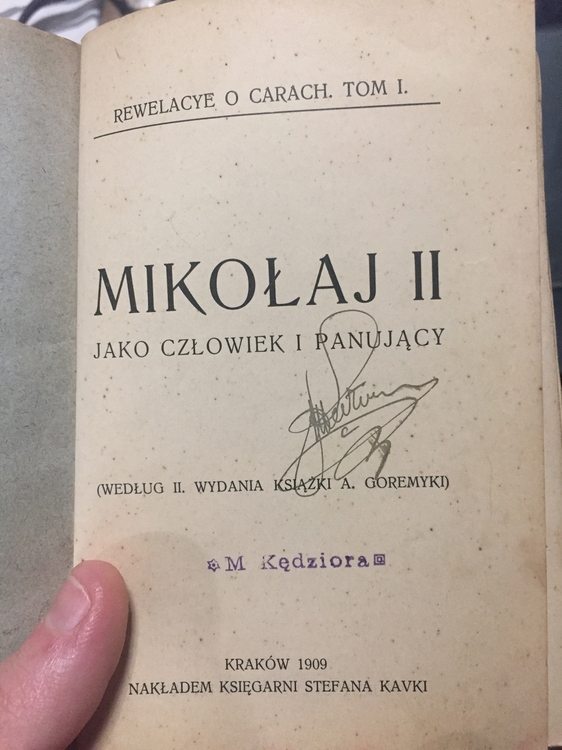 REWELACYE O CARACH. TOM I.
MIKOŁAJ II
JAKO CZŁOWIEK I PANUJĄCY
(WEDŁUG II. WYDANIA KSIĄŻKI A. GOREMYKI)
M Kędziora
KRAKÓW 1909
NAKŁADEM KSIĘGARNI STEFANA KAVKI